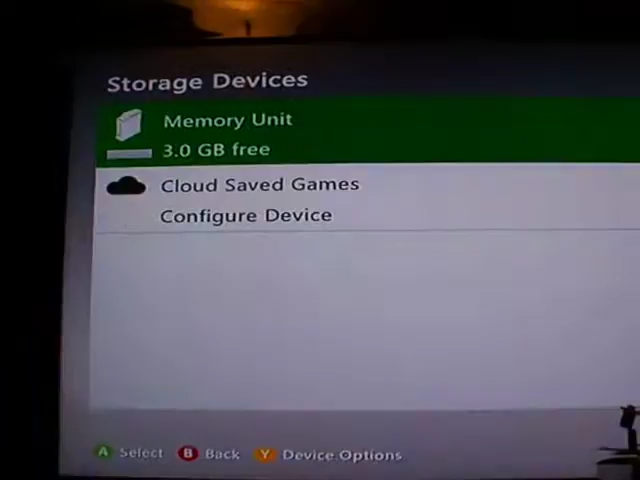 Storage Devices
Memory Unit
3.0 GB free
Cloud Saved Games
Configure Device
A Select B Back Y Device Options